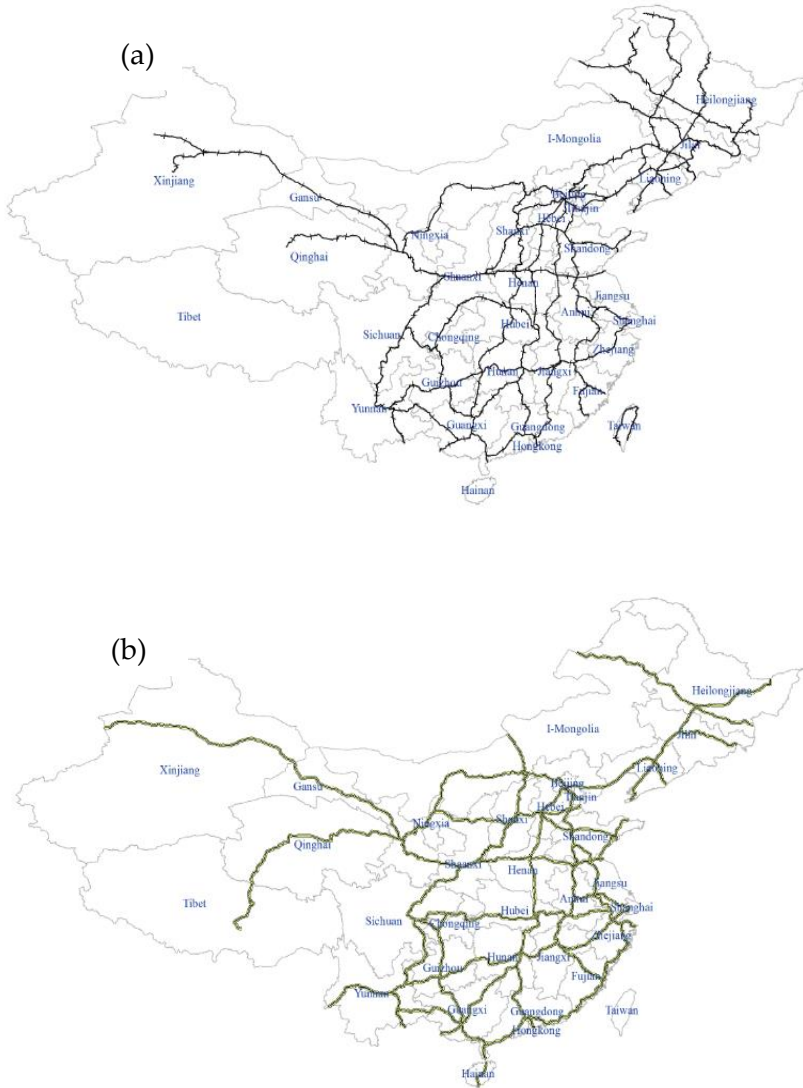 (a)
Heilongjiang
I-Mongolia
Jilin
Xinjiang
Liaoning
Gansu
Beijing
Tianjin
Hebei
Ningxia
Shanxi
Shandong
Qinghai
Shaanxi
Henan
Jiangsu
Tibet
Anhui
Shanghai
Hubei
Sichuan
Chongqing
Zhejiang
Hunan
Jiangxi
Guizhou
Fujian
Yunnan
Guangxi
Guangdong
Taiwan
Hongkong
Hainan
(b)
Heilongjiang
I-Mongolia
Jilin
Xinjiang
Liaoning
Gansu
Beijing
Tianjin
Hebei
Ningxia
Shanxi
Shandong
Qinghai
Shaanxi
Henan
Jiangsu
Tibet
Anhui
Shanghai
Hubei
Sichuan
Chongqing
Zhejiang
Hunan
Jiangxi
Guizhou
Fujian
Yunnan
Guangxi
Guangdong
Taiwan
Hongkong
Hainan